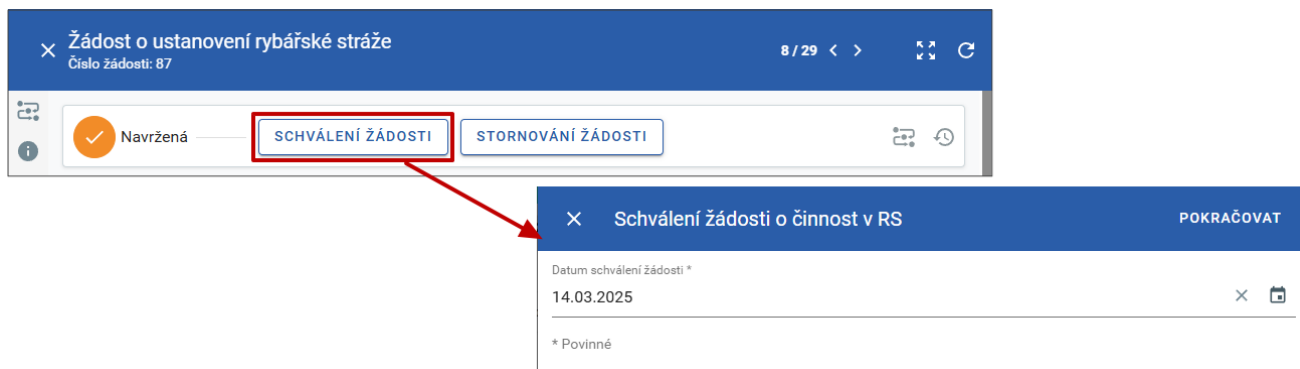 Žádost o ustanovení rybářské stráže
Číslo žádosti: 87
8 / 29
Navržená
SCHVÁLENÍ ŽÁDOSTI
STORNOVÁNÍ ŽÁDOSTI
Schválení žádosti o činnost v RS
POKRAČOVAT
Datum schválení žádosti *
14.03.2025
* Povinné